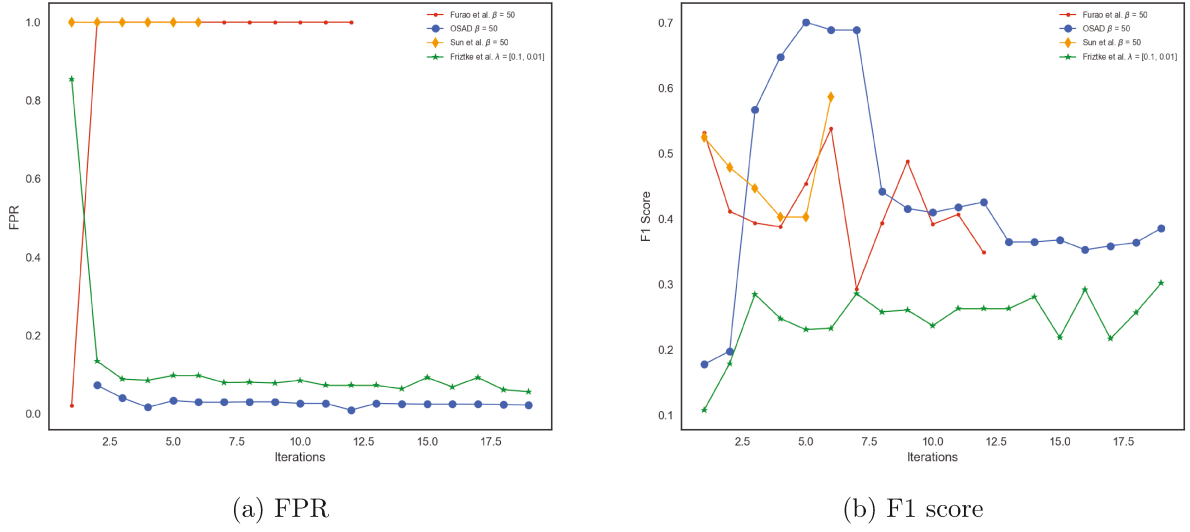 Furao et al. β = 50
OSAD β = 50
Sun et al. β = 50
Friztke et al. λ = [0.1, 0.01]
1.0
0.8
0.6
0.4
0.2
0.0
FPR
2.5 5.0 7.5 10.0 12.5 15.0 17.5
Iterations
(a) FPR
Furao et al. β = 50
OSAD β = 50
Sun et al. β = 50
Friztke et al. λ = [0.1, 0.01]
0.7
0.6
0.5
0.4
0.3
0.2
0.1
F1 Score
2.5 5.0 7.5 10.0 12.5 15.0 17.5
Iterations
(b) F1 score